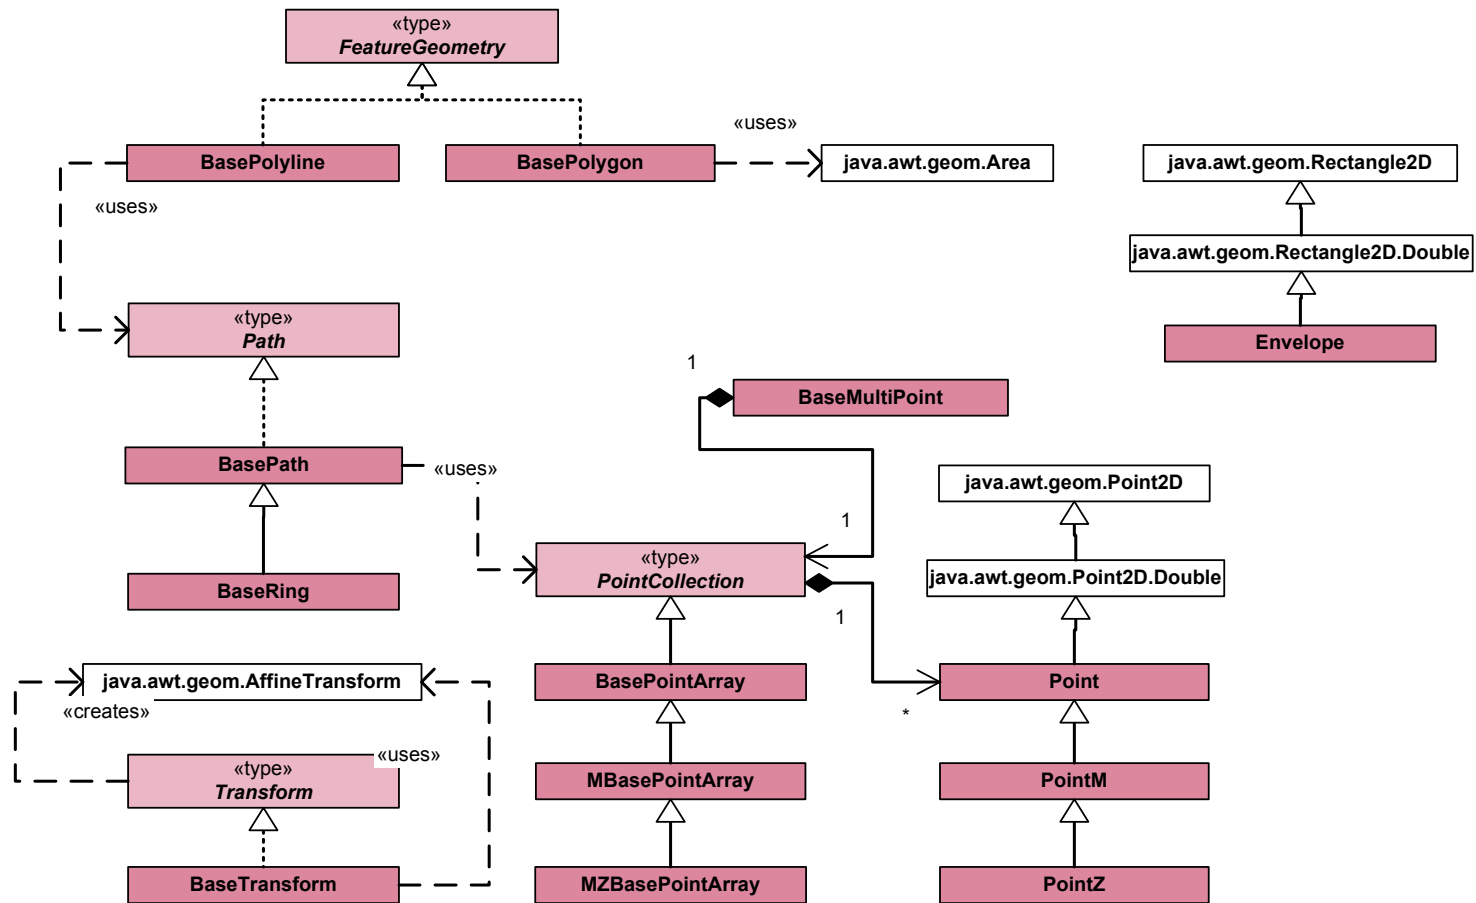 «type»
FeatureGeometry
«uses»
BasePolyline
BasePolygon
java.awt.geom.Area
java.awt.geom.Rectangle2D
«uses»
java.awt.geom.Rectangle2D.Double
«type»
Path
Envelope
1
BaseMultiPoint
BasePath
«uses»
java.awt.geom.Point2D
1
«type»
PointCollection
java.awt.geom.Point2D.Double
BaseRing
1
java.awt.geom.AffineTransform
BasePointArray
Point
«creates»
*
«uses»
«type»
Transform
MBasePointArray
PointM
BaseTransform
MZBasePointArray
PointZ